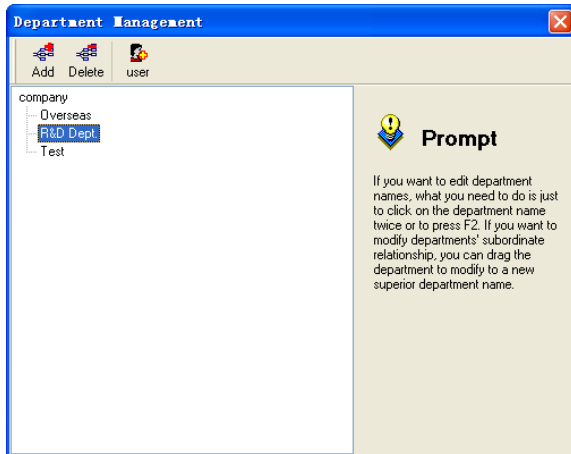 Department Management
Add Delete user
company
Overseas
R&D Dept.
Test
Prompt
If you want to edit department
names, what you need to do is just
to click on the department name
twice or to press F2. If you want to
modify departments' subordinate
relationship, you can drag the
department to modify to a new
superior department name.